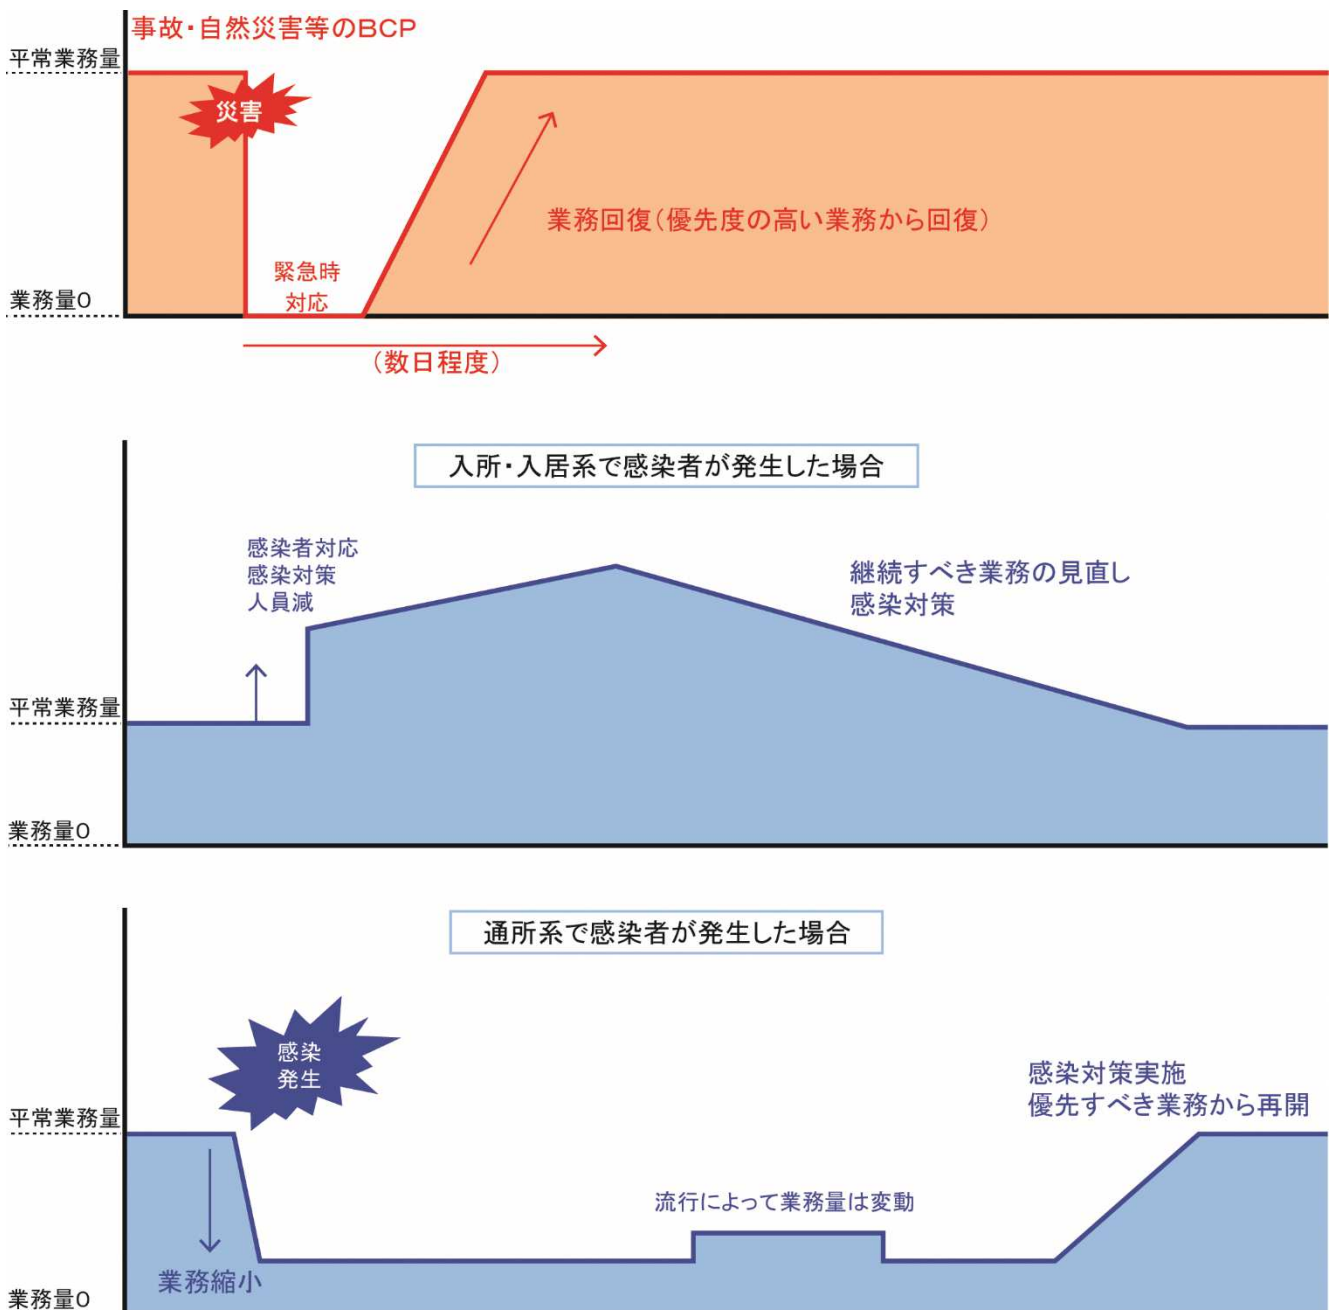 事故・自然災害等のBCP
平常業務量
災害
業務回復(優先度の高い業務から回復)
緊急時
対応
業務量0
(数日程度)
入所・入居系で感染者が発生した場合
感染者対応
感染対策
人員減
継続すべき業務の見直し
感染対策
平常業務量
業務量0
通所系で感染者が発生した場合
感染
発生
感染対策実施
優先すべき業務から再開
平常業務量
流行によって業務量は変動
業務縮小
業務量0